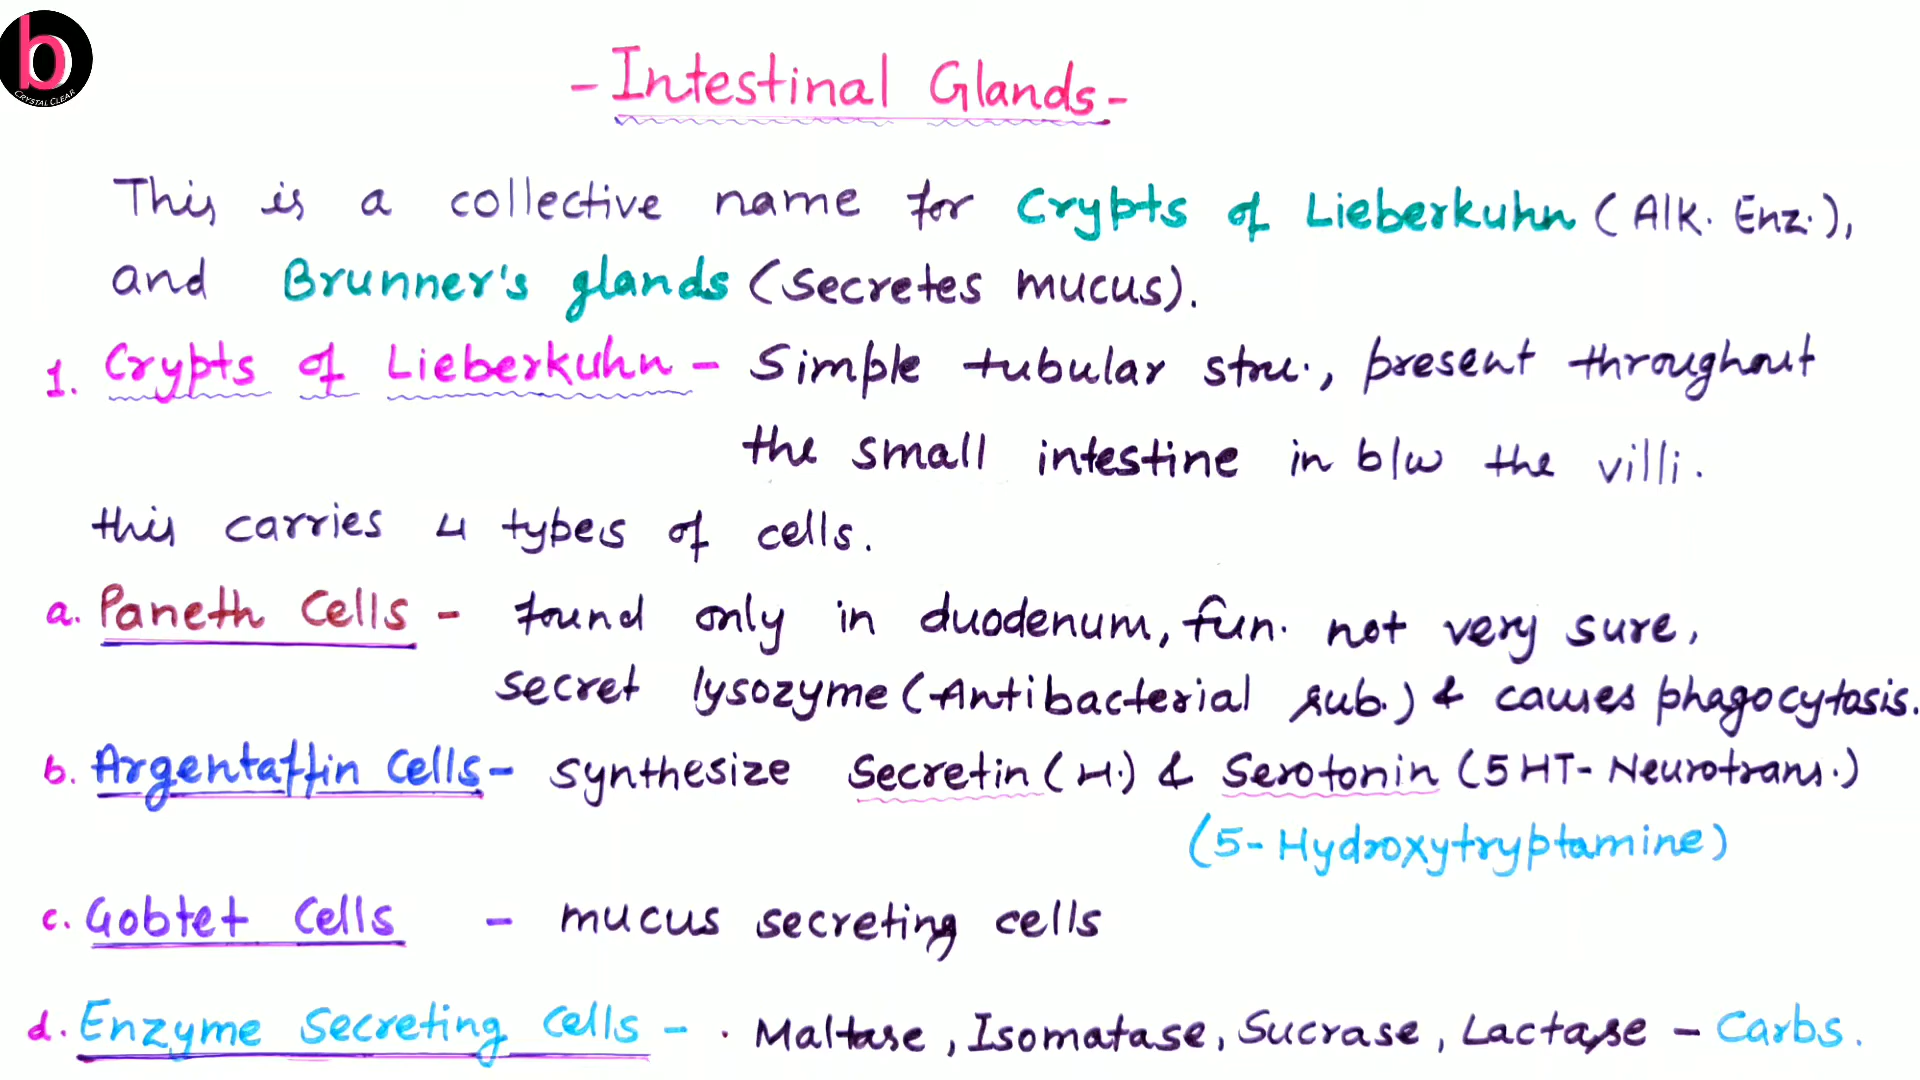 b
CRYSTAL CLEAR
- Intestinal Glands -
This is a collective name for Crypts of Lieberkuhn (Alk. Enz.),
and Brunner's glands (secretes mucus).
1. Crypts of Lieberkuhn - Simple tubular stru., present throughout
the small intestine in b/w the villi.
this carries 4 types of cells.
a. Paneth Cells - found only in duodenum, fun. not very sure,
secret lysozyme (Antibacterial sub.) & causes phagocytosis.
b. Argentaffin Cells - synthesize Secretin (H.) & Serotonin (5HT- Neurotrans.)
(5-Hydroxytryptamine)
c. Gobtet Cells - mucus secreting cells
d. Enzyme Secreting Cells - . Maltase, Isomatase, Sucrase, Lactase - Carbs.